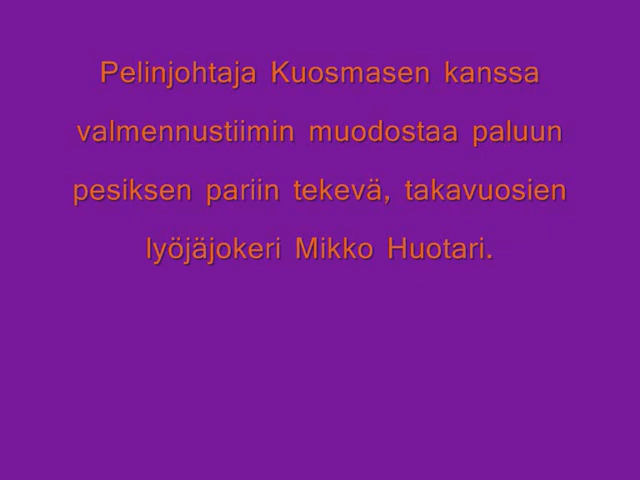 Pelinjohtaja Kuosmasen kanssa
valmennustiimin muodostaa paluun
pesiksen pariin tekevä, takavuosien
lyöjäjokeri Mikko Huotari.